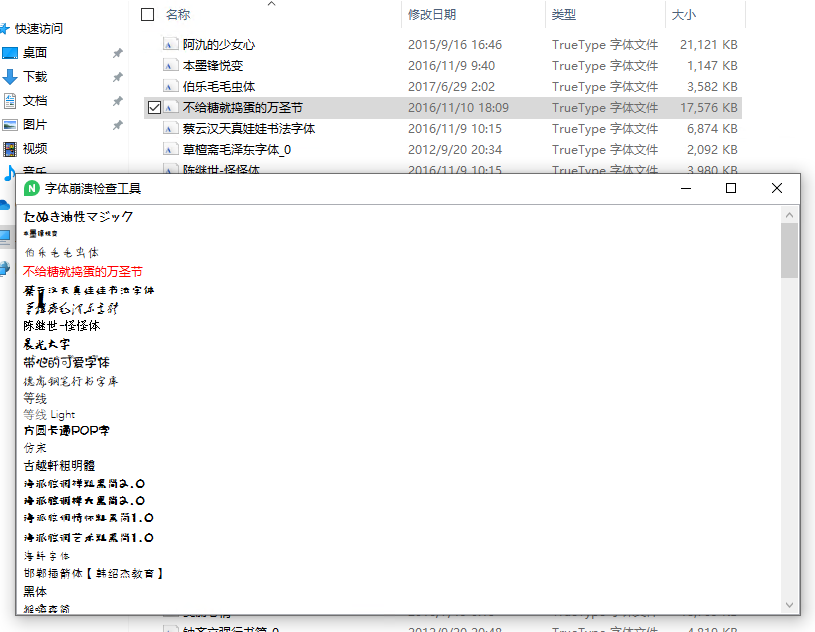 名称 修改日期 类型 大小
快速访问
阿氿的少女心 2015/9/16 16:46 TrueType 字体文件 21,121 KB
桌面
本墨锋悦变 2016/11/9 9:40 TrueType 字体文件 1,147 KB
下载
伯乐毛毛虫体 2017/6/29 2:02 TrueType 字体文件 3,582 KB
文档
不给糖就捣蛋的万圣节 2016/11/10 18:09 TrueType 字体文件 17,576 KB
图片
蔡云汉天真娃娃书法字体 2016/11/9 10:15 TrueType 字体文件 6,874 KB
视频
草檀斋毛泽东字体_0 2012/9/20 20:34 TrueType 字体文件 2,092 KB
音乐
陈继世-怪怪体 2016/11/9 10:15 TrueType 字体文件 3,980 KB
字体崩溃检查工具
たぬき油性マジック
本墨锋悦变
伯乐毛毛虫体
不给糖就捣蛋的万圣节
蔡云汉天真娃娃书法字体
草檀斋毛泽东字体
陈继世-怪怪体
晨光大字
带他的可爱字体
德彪钢笔行书字库
等线
等线 Light
方圆卡通POP字
仿宋
古越軒粗明體
海派腔调禅粗黑简2.0
海派腔调禅大黑简2.0
海派腔调情怀粗黑简1.0
海派腔调艺术粗黑简1.0
海韩字体
邯郸插箭体【韩绍杰教育】
黑体
钟齐立强行书简_0 2012/9/20 20:48 TrueType 字体文件 4,810 KB